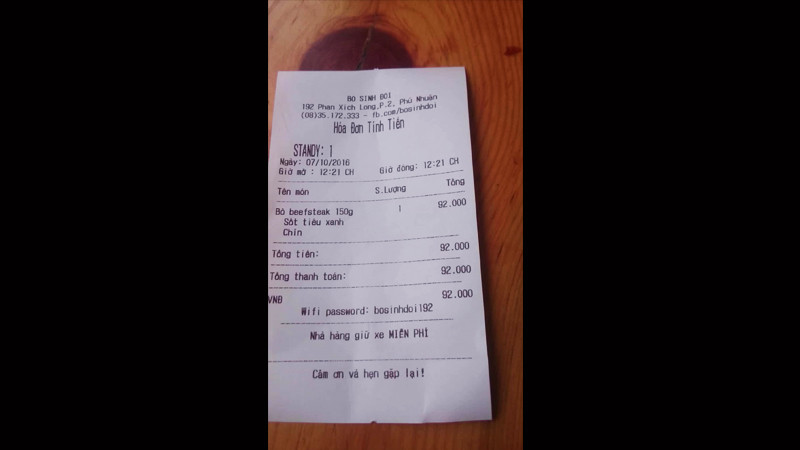 BO SINH ĐOI
192 Phan Xich Long,P.2, Phú Nhuận
(08)35.172.333 - fb.com/bosinhdoi
Hóa Đơn Tính Tiền
STANDY: 1
Ngày: 07/10/2016
Giờ mở : 12:21 CH Giờ đóng: 12:21 CH
Tên món S.Lượng Tổng
Bò beefsteak 150g 1 92.000
Sốt tiêu xanh
Chín
Tổng tiền: 92.000
Tổng thanh toán: 92.000
VNĐ 92.000
Wifi password: bosinhdoi192
Nhà hàng giữ xe MIỄN PHÍ
Cảm ơn và hẹn gặp lại!